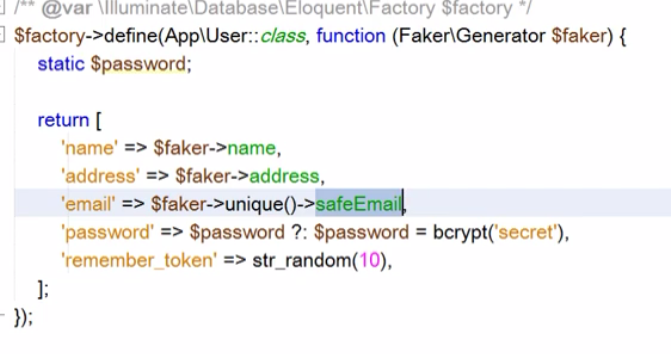 /** @var \Illuminate\Database\Eloquent\Factory $factory */
$factory->define(App\User::class, function (Faker\Generator $faker) {
static $password;
return [
'name' => $faker->name,
'address' => $faker->address,
'email' => $faker->unique()->safeEmail,
'password' => $password ?: $password = bcrypt('secret'),
'remember_token' => str_random(10),
];
});